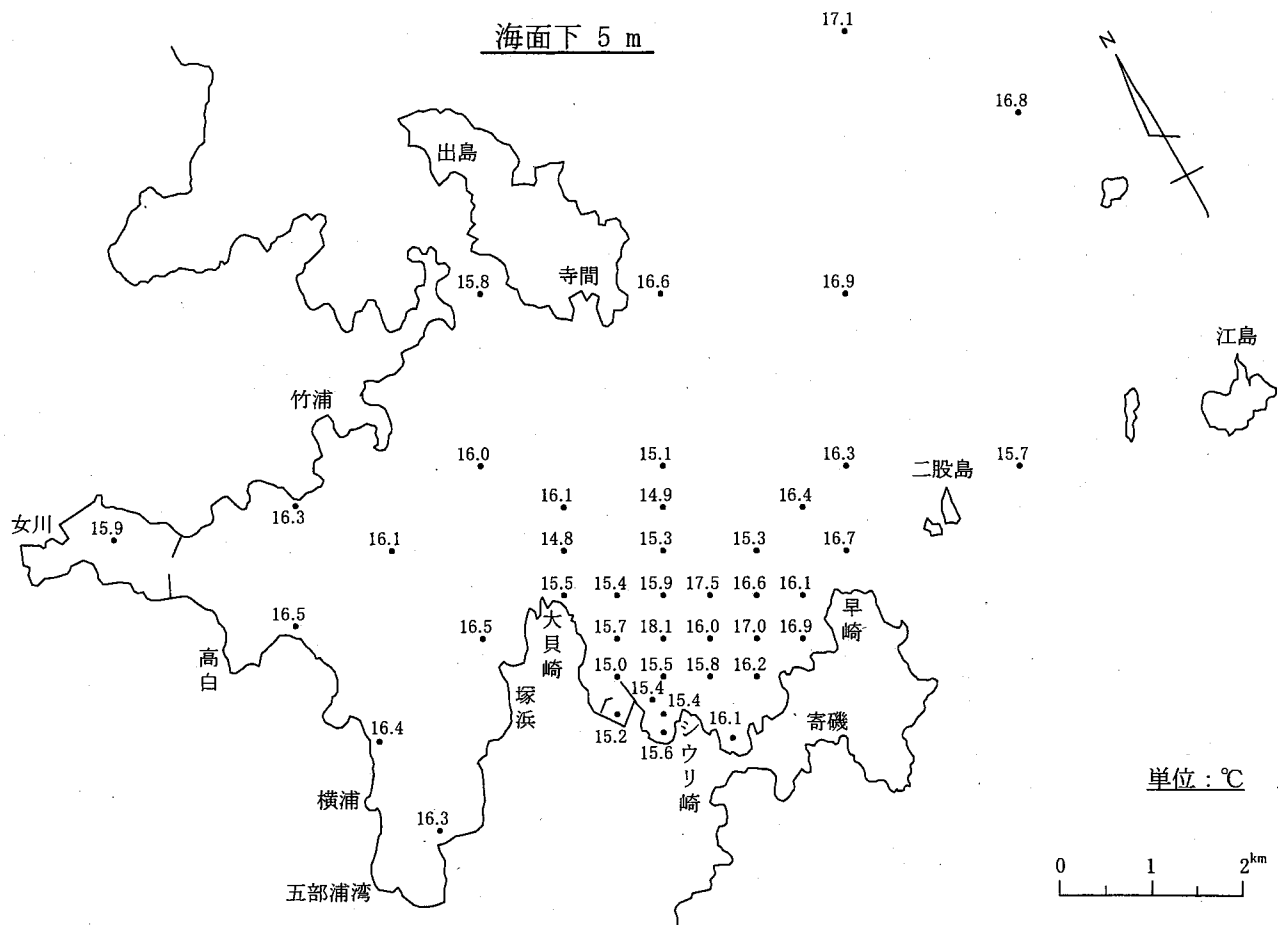 海面下 5 m
17.1
N
16.8
出島
寺間
15.8
16.6
16.9
江島
竹浦
16.0
15.1
16.3
二股島
15.7
16.3
16.1
14.9
16.4
女川
15.9
16.1
14.8
15.3
15.3
16.7
15.5
15.4
15.9
17.5
16.6
16.1
大貝崎
早崎
16.5
16.5
15.7
18.1
16.0
17.0
16.9
高白
塚浜
15.0
15.5
15.8
16.2
15.4
15.4
シウリ崎
16.1
寄磯
15.2
15.6
16.4
単位：℃
横浦
16.3
0 1 2km
五部浦湾